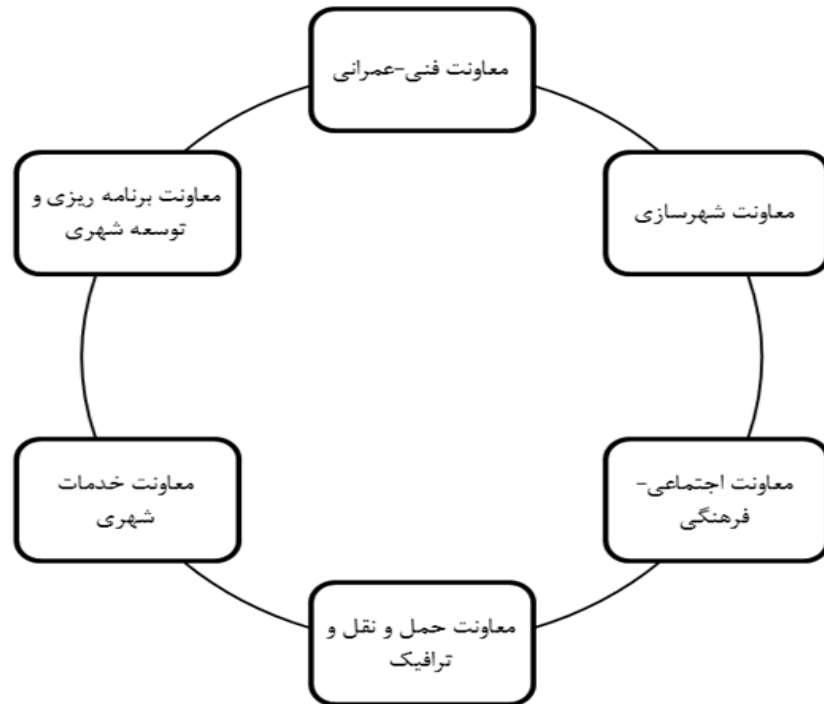 معاونت فنی-عمرانی
معاونت شهرسازی
معاونت اجتماعی-
فرهنگی
معاونت حمل و نقل و
ترافیک
معاونت خدمات
شهری
معاونت برنامه ریزی و
توسعه شهری